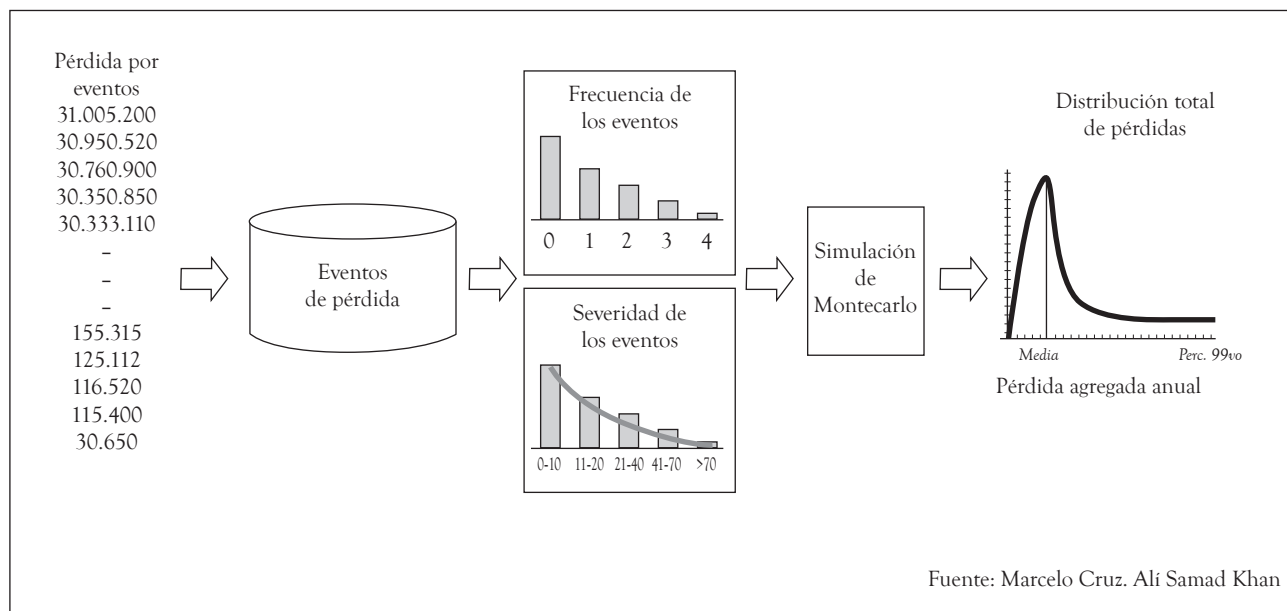 Pérdida por
eventos
31.005.200
30.950.520
30.760.900
30.350.850
30.333.110
–
–
–
155.315
125.112
116.520
115.400
30.650
Eventos
de pérdida
Frecuencia de
los eventos
0 1 2 3 4
Severidad de
los eventos
0-10 11-20 21-40 41-70 >70
Simulación
de
Montecarlo
Distribución total
de pérdidas
Media Perc. 99vo
Pérdida agregada anual
Fuente: Marcelo Cruz. Alí Samad Khan